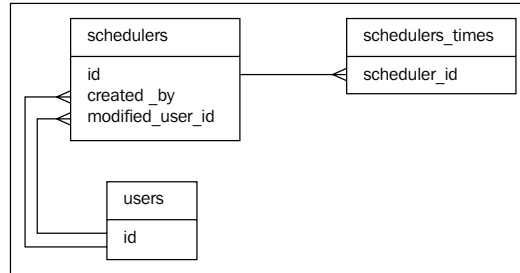 schedulers
id
created _by
modified_user_id
schedulers_times
scheduler_id
users
id